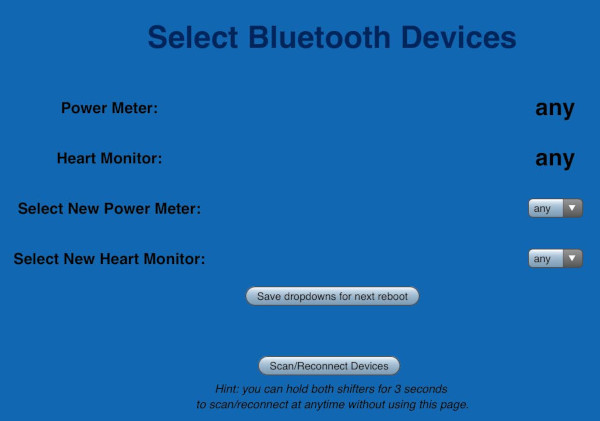 Select Bluetooth Devices
Power Meter: any
Heart Monitor: any
Select New Power Meter: any
Select New Heart Monitor: any
Save dropdowns for next reboot
Scan/Reconnect Devices
Hint: you can hold both shifters for 3 seconds
to scan/reconnect at anytime without using this page.